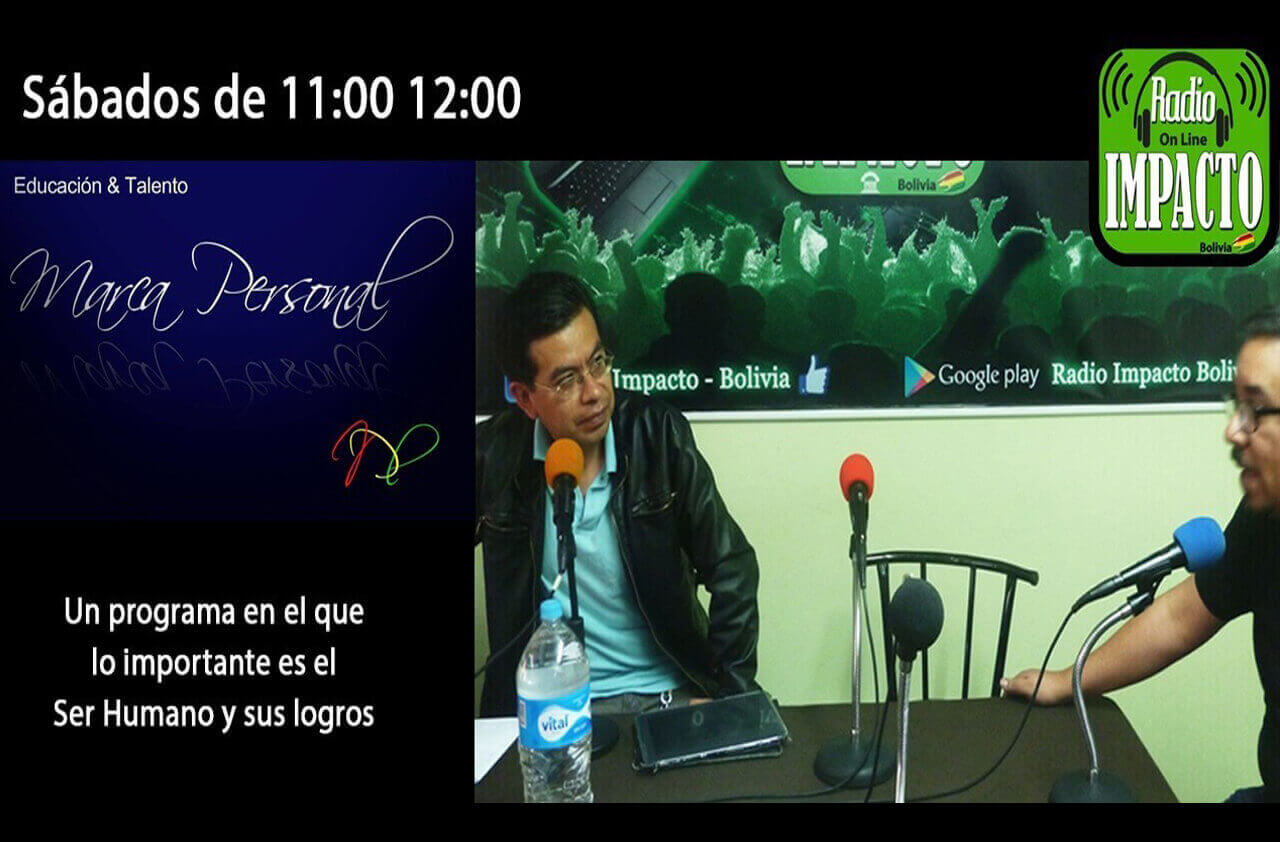 Sábados de 11:00 12:00
Radio
On Line
IMPACTO
Bolivia
Educación & Talento
Marca Personal
Bolivia
Impacto - Bolivia
Google play Radio Impacto
vital
Un programa en el que
lo importante es el
Ser Humano y sus logros